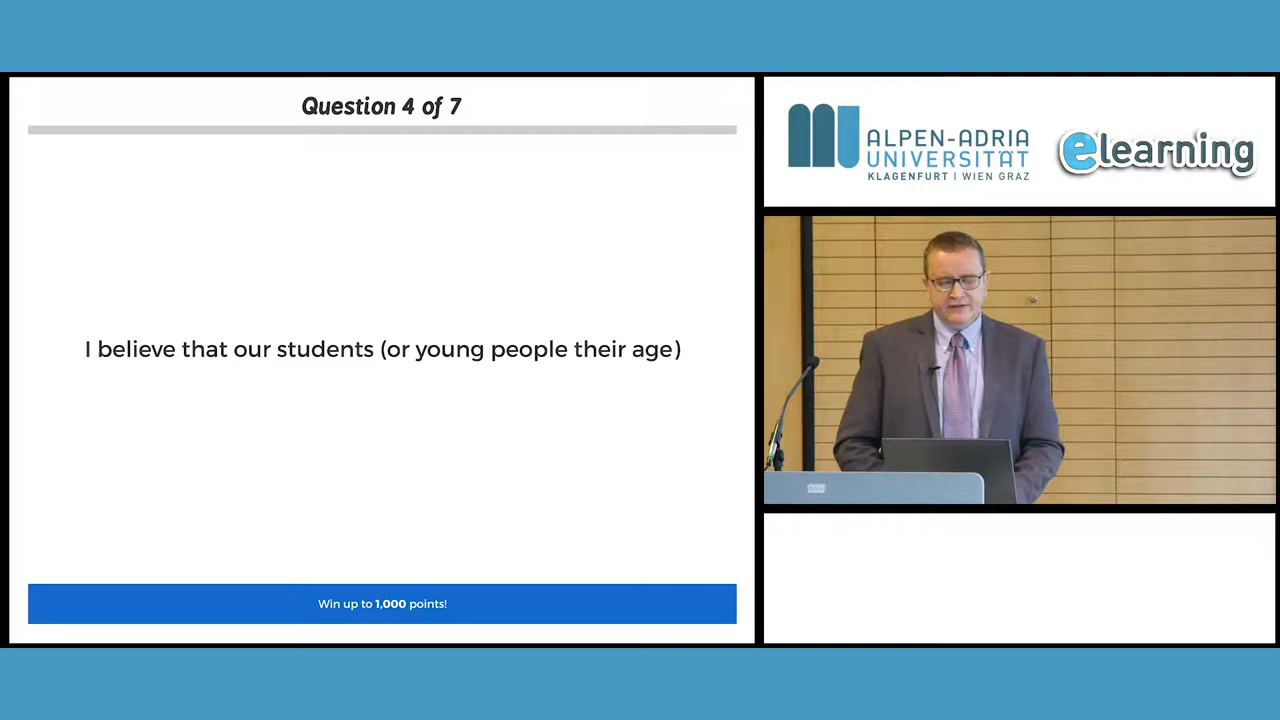 Question 4 of 7
I believe that our students (or young people their age)
Win up to 1,000 points!
ALPEN-ADRIA
UNIVERSITÄT
KLAGENFURT | WIEN GRAZ
elearning